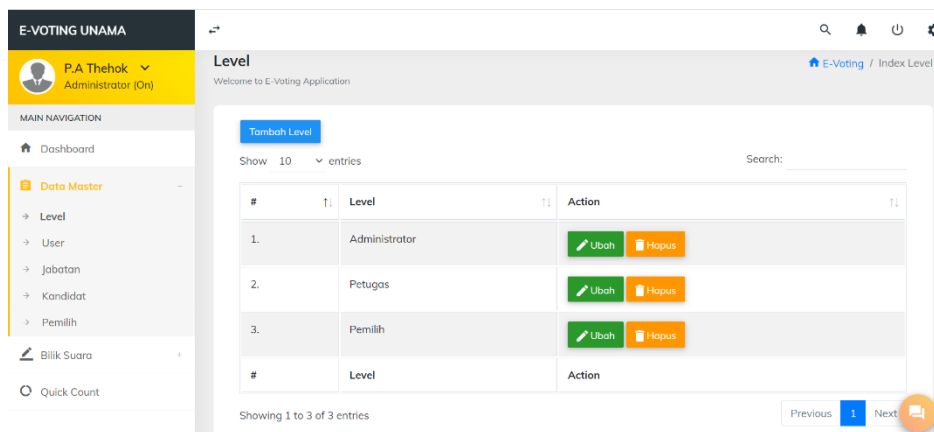 E-VOTING UNAMA
P.A Thehok
Administrator (On)
MAIN NAVIGATION
Dashboard
Data Master
Level
User
Jabatan
Kandidat
Pemilih
Bilik Suara
Quick Count
Level
Welcome to E-Voting Application
E-Voting / Index Level
Tambah Level
Show 10 entries
Search:
# Level Action
1. Administrator Ubah Hapus
2. Petugas Ubah Hapus
3. Pemilih Ubah Hapus
# Level Action
Showing 1 to 3 of 3 entries
Previous 1 Next